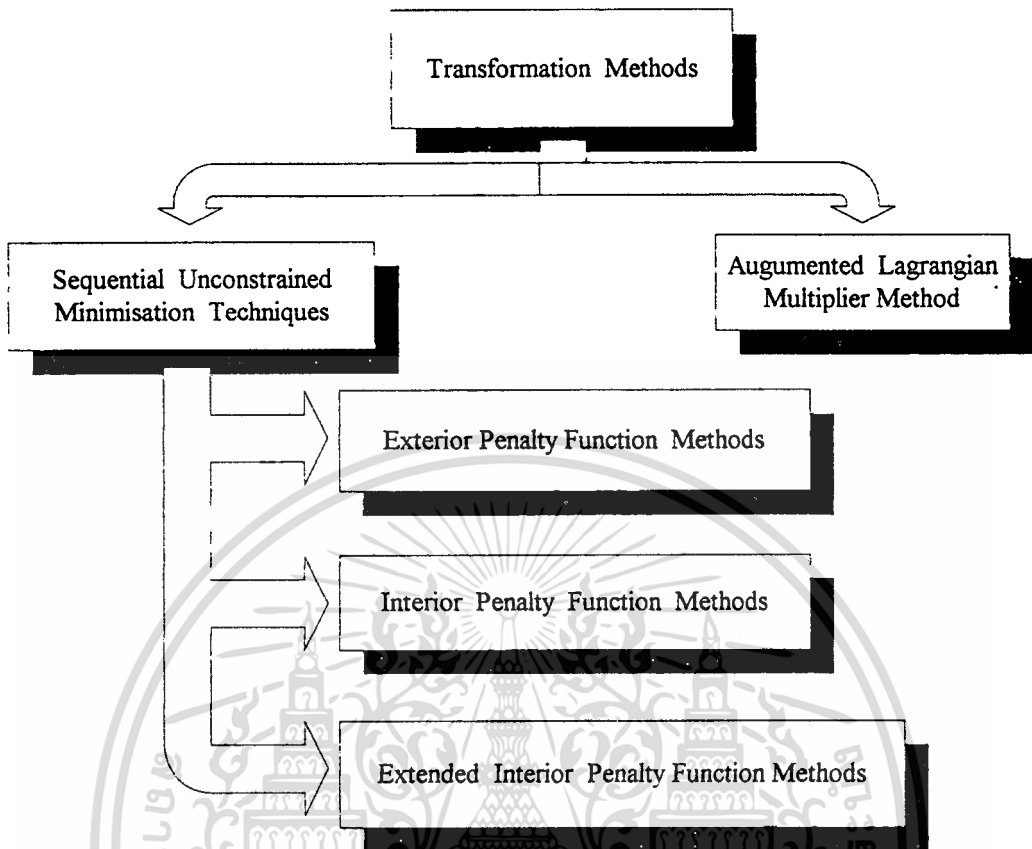 Transformation Methods
Sequential Unconstrained
Minimisation Techniques
Augumented Lagrangian
Multiplier Method
Exterior Penalty Function Methods
Interior Penalty Function Methods
Extended Interior Penalty Function Methods